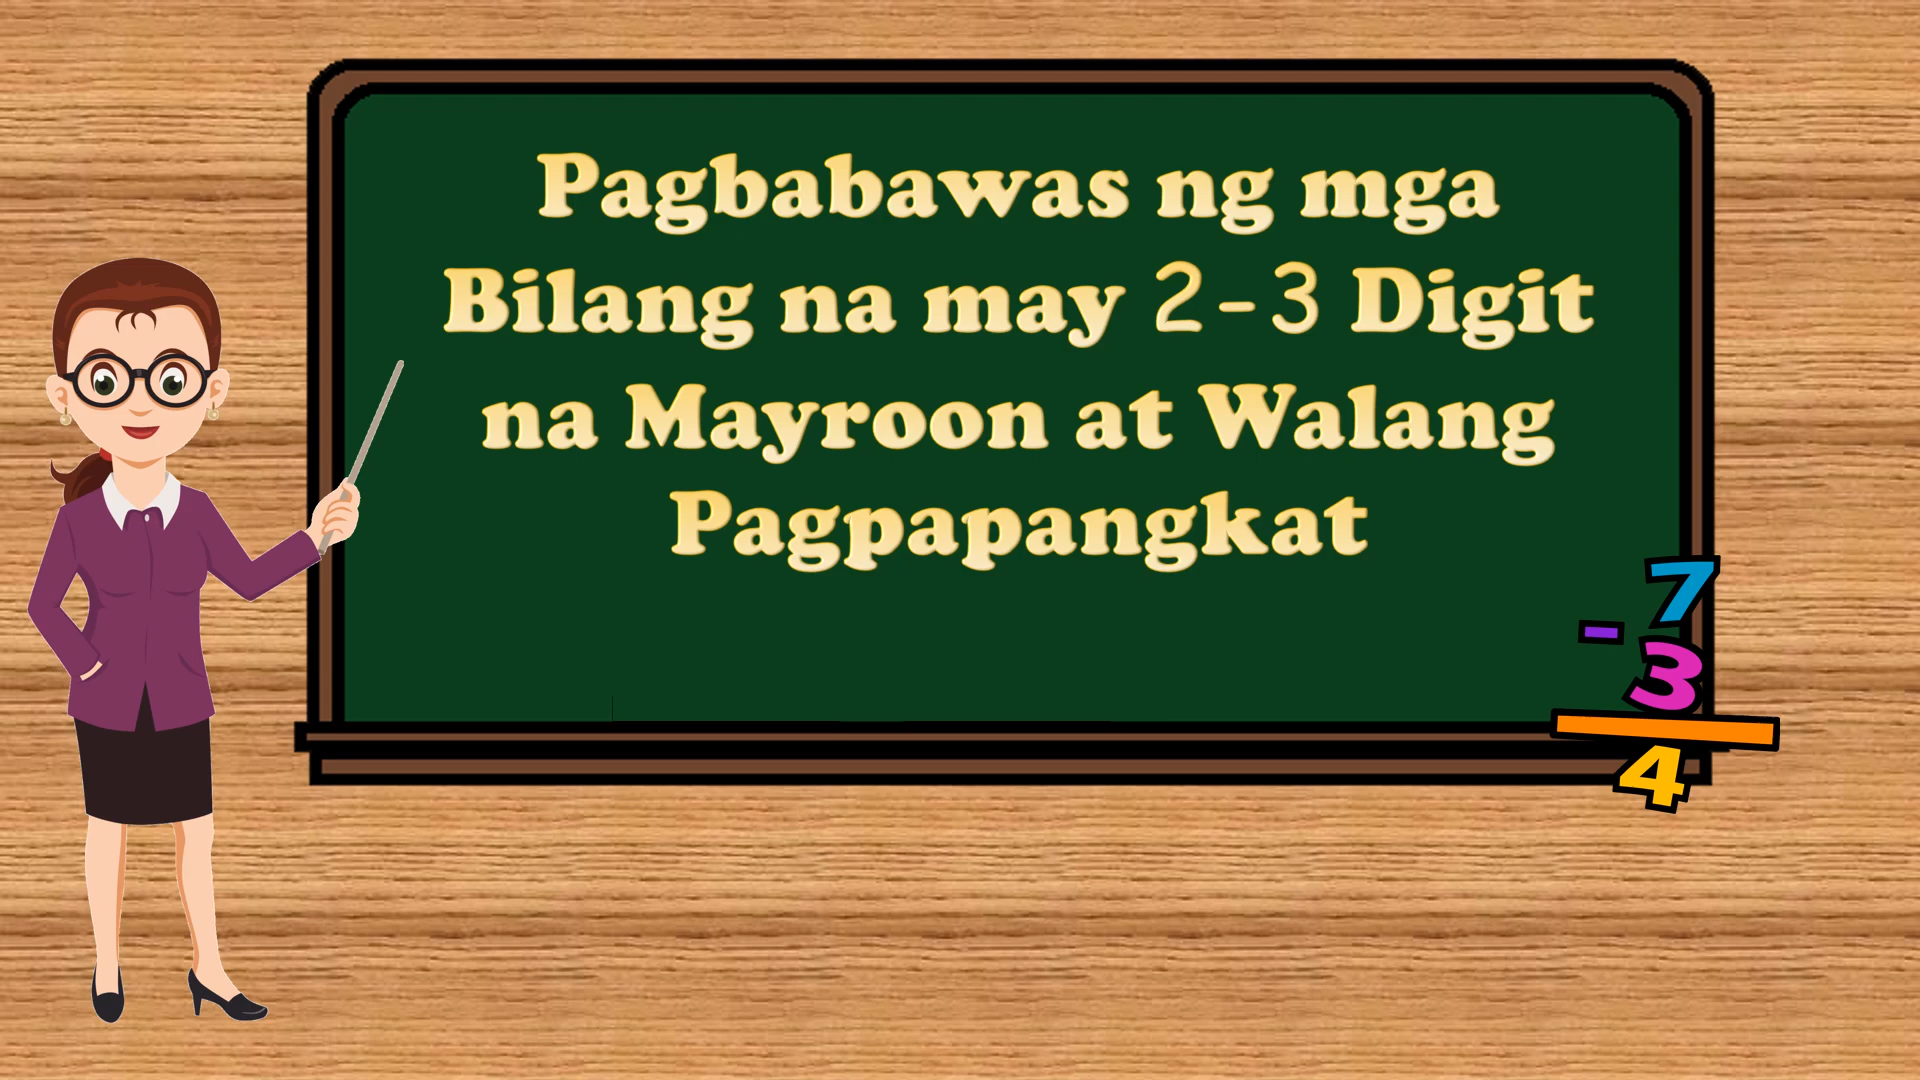 Pagbabawas ng mga
Bilang na may 2-3 Digit
na Mayroon at Walang
Pagpapangkat
7
- 3
4